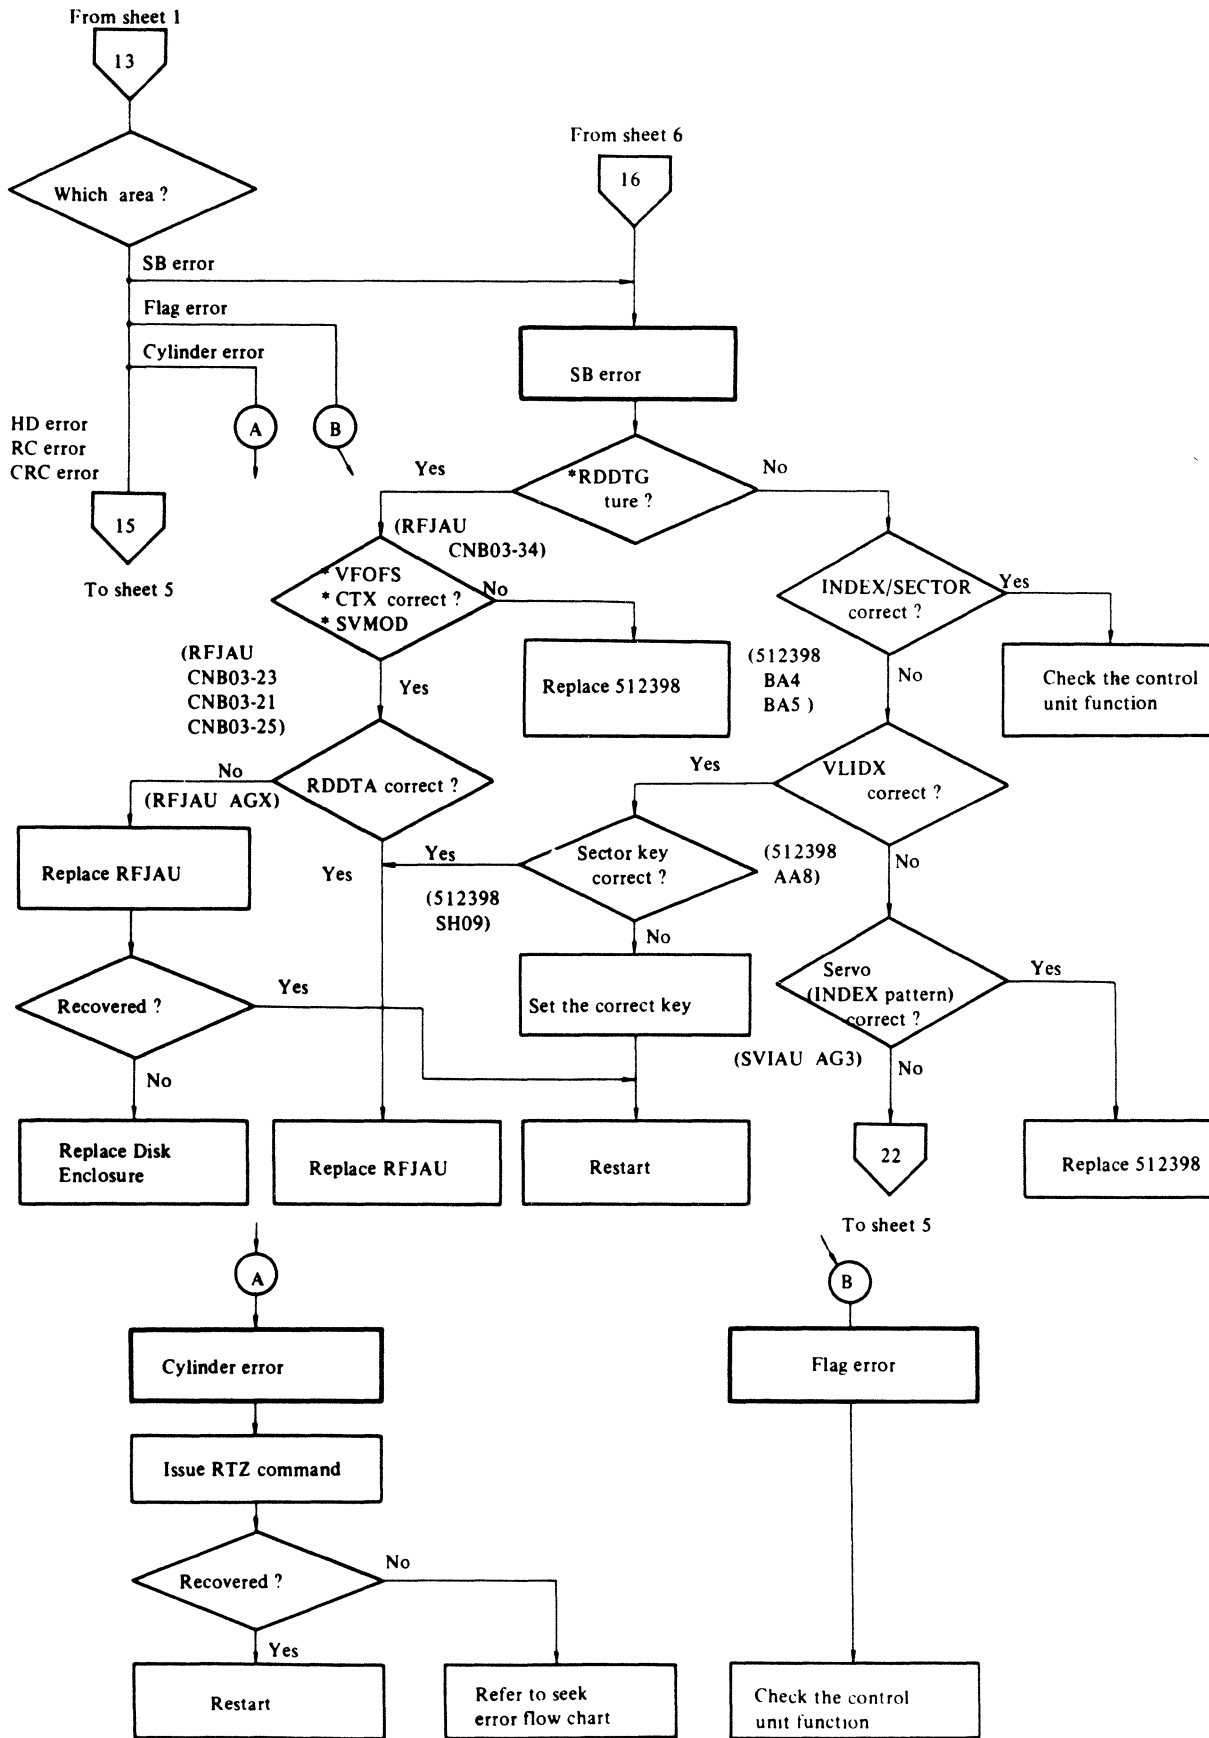 From sheet 1
13
Which area ?
From sheet 6
16
SB error
Flag error
Cylinder error
HD error
RC error
CRC error
A
B
15
To sheet 5
SB error
Yes
*RDDTG
ture ?
No
(RFJAU
CNB03-34)
* VFOFS
* CTX correct ?
* SVMOD
No
INDEX/SECTOR
correct ?
Yes
(RFJAU
CNB03-23
CNB03-21
CNB03-25)
Yes
Replace 512398
(512398
BA4
BA5 )
No
Check the control
unit function
No
(RFJAU AGX)
RDDTA correct ?
Yes
VLIDX
correct ?
Replace RFJAU
Yes
Yes
(512398
SH09)
Sector key
correct ?
(512398
AA8)
No
No
Recovered ?
Yes
Set the correct key
Servo
(INDEX pattern)
correct ?
Yes
(SVIAU AG3)
No
No
Replace Disk
Enclosure
Replace RFJAU
Restart
22
Replace 512398
To sheet 5
A
B
Cylinder error
Flag error
Issue RTZ command
Recovered ?
No
Yes
Restart
Refer to seek
error flow chart
Check the control
unit function